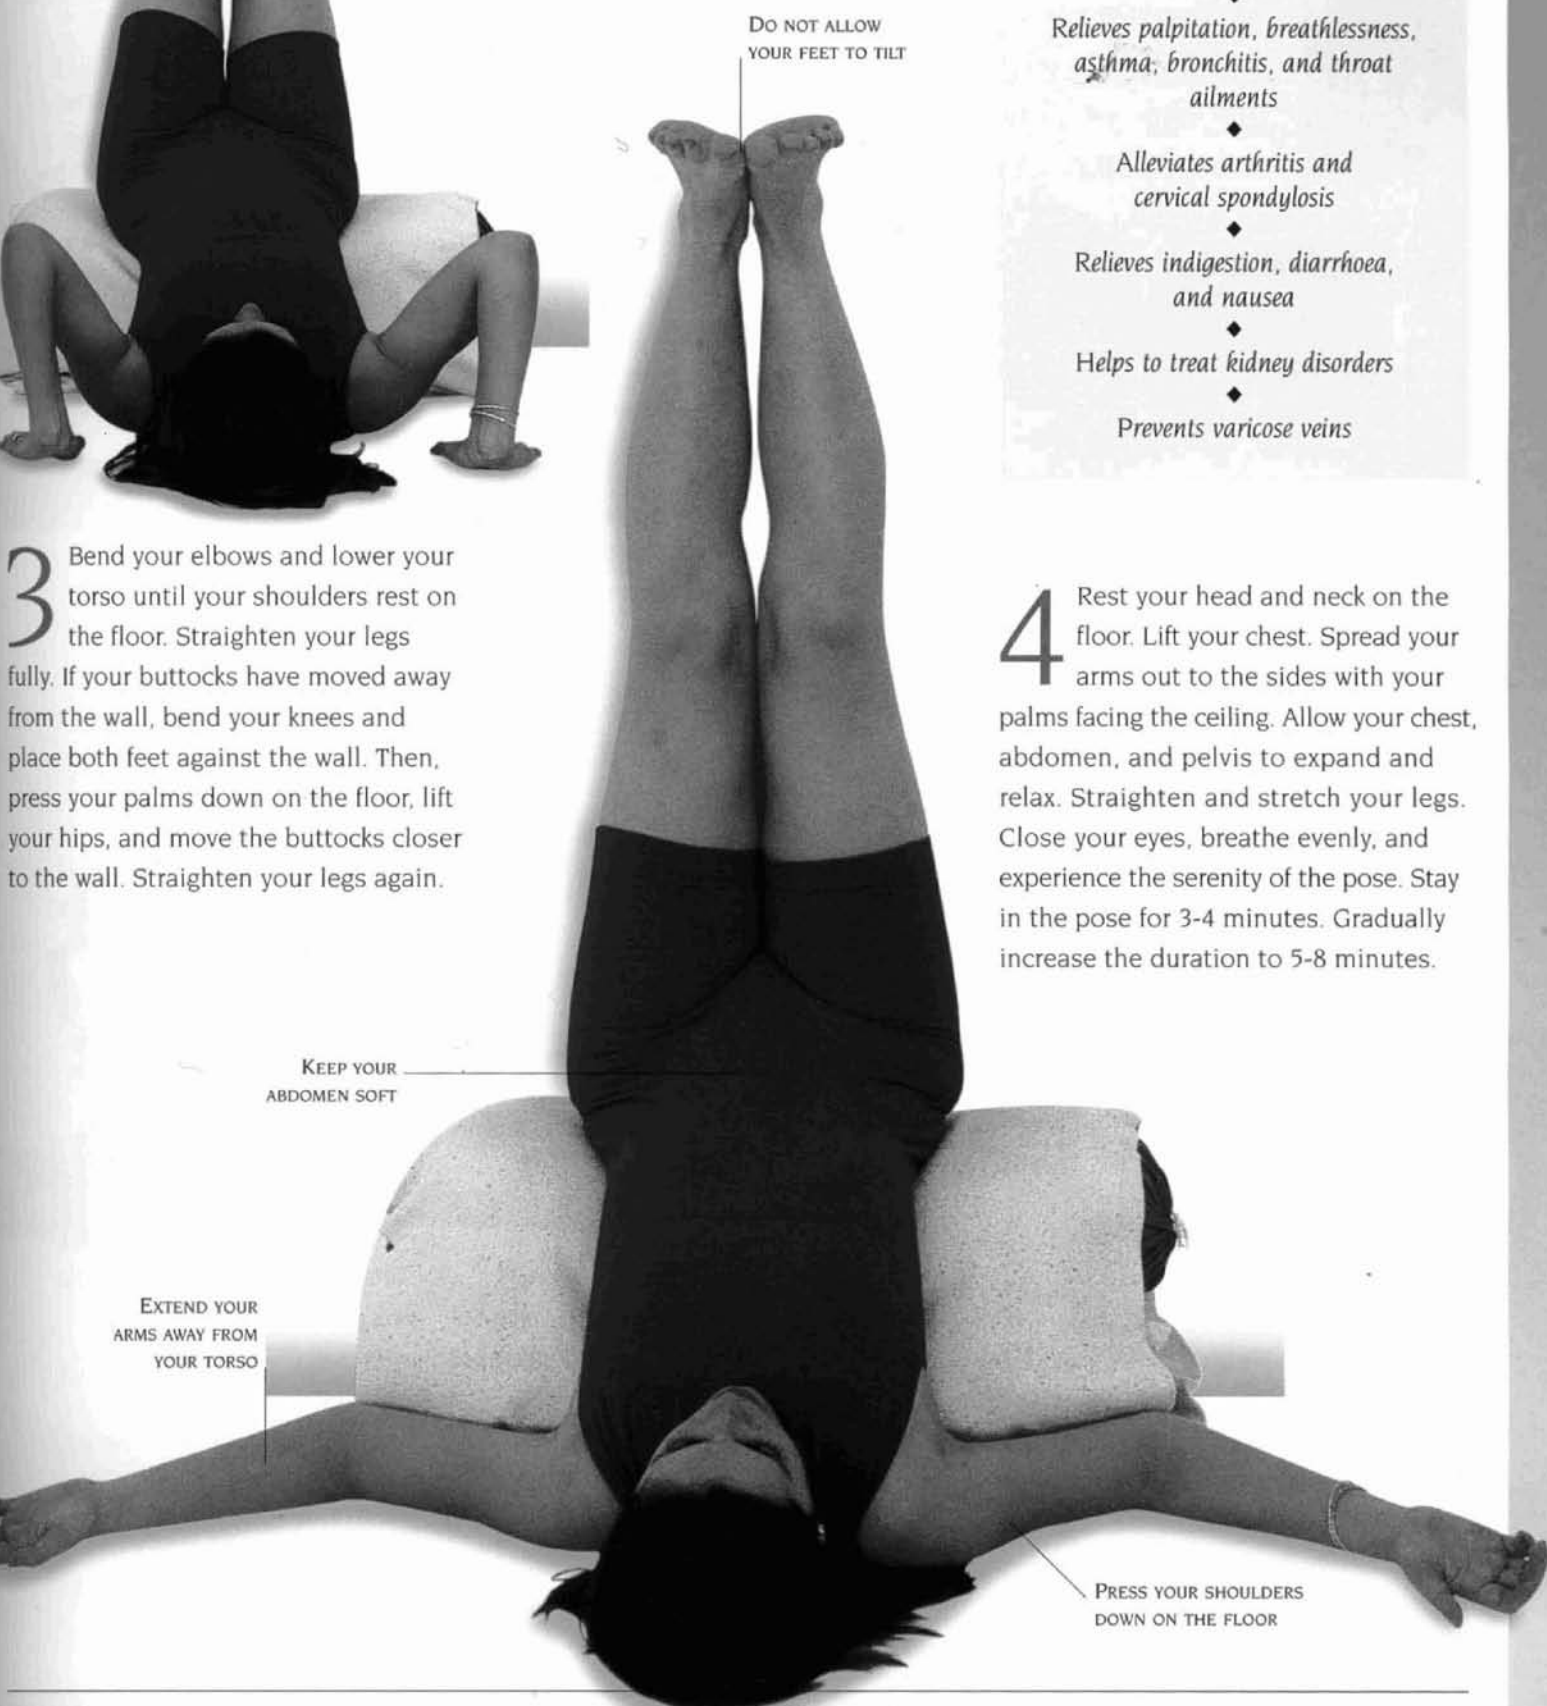 DO NOT ALLOW
YOUR FEET TO TILT
Relieves palpitation, breathlessness,
asthma, bronchitis, and throat
ailments
◆
Alleviates arthritis and
cervical spondylosis
◆
Relieves indigestion, diarrhoea,
and nausea
◆
Helps to treat kidney disorders
◆
Prevents varicose veins
3 Bend your elbows and lower your
torso until your shoulders rest on
the floor. Straighten your legs
fully. If your buttocks have moved away
from the wall, bend your knees and
place both feet against the wall. Then,
press your palms down on the floor, lift
your hips, and move the buttocks closer
to the wall. Straighten your legs again.
4 Rest your head and neck on the
floor. Lift your chest. Spread your
arms out to the sides with your
palms facing the ceiling. Allow your chest,
abdomen, and pelvis to expand and
relax. Straighten and stretch your legs.
Close your eyes, breathe evenly, and
experience the serenity of the pose. Stay
in the pose for 3-4 minutes. Gradually
increase the duration to 5-8 minutes.
KEEP YOUR
ABDOMEN SOFT
EXTEND YOUR
ARMS AWAY FROM
YOUR TORSO
PRESS YOUR SHOULDERS
DOWN ON THE FLOOR